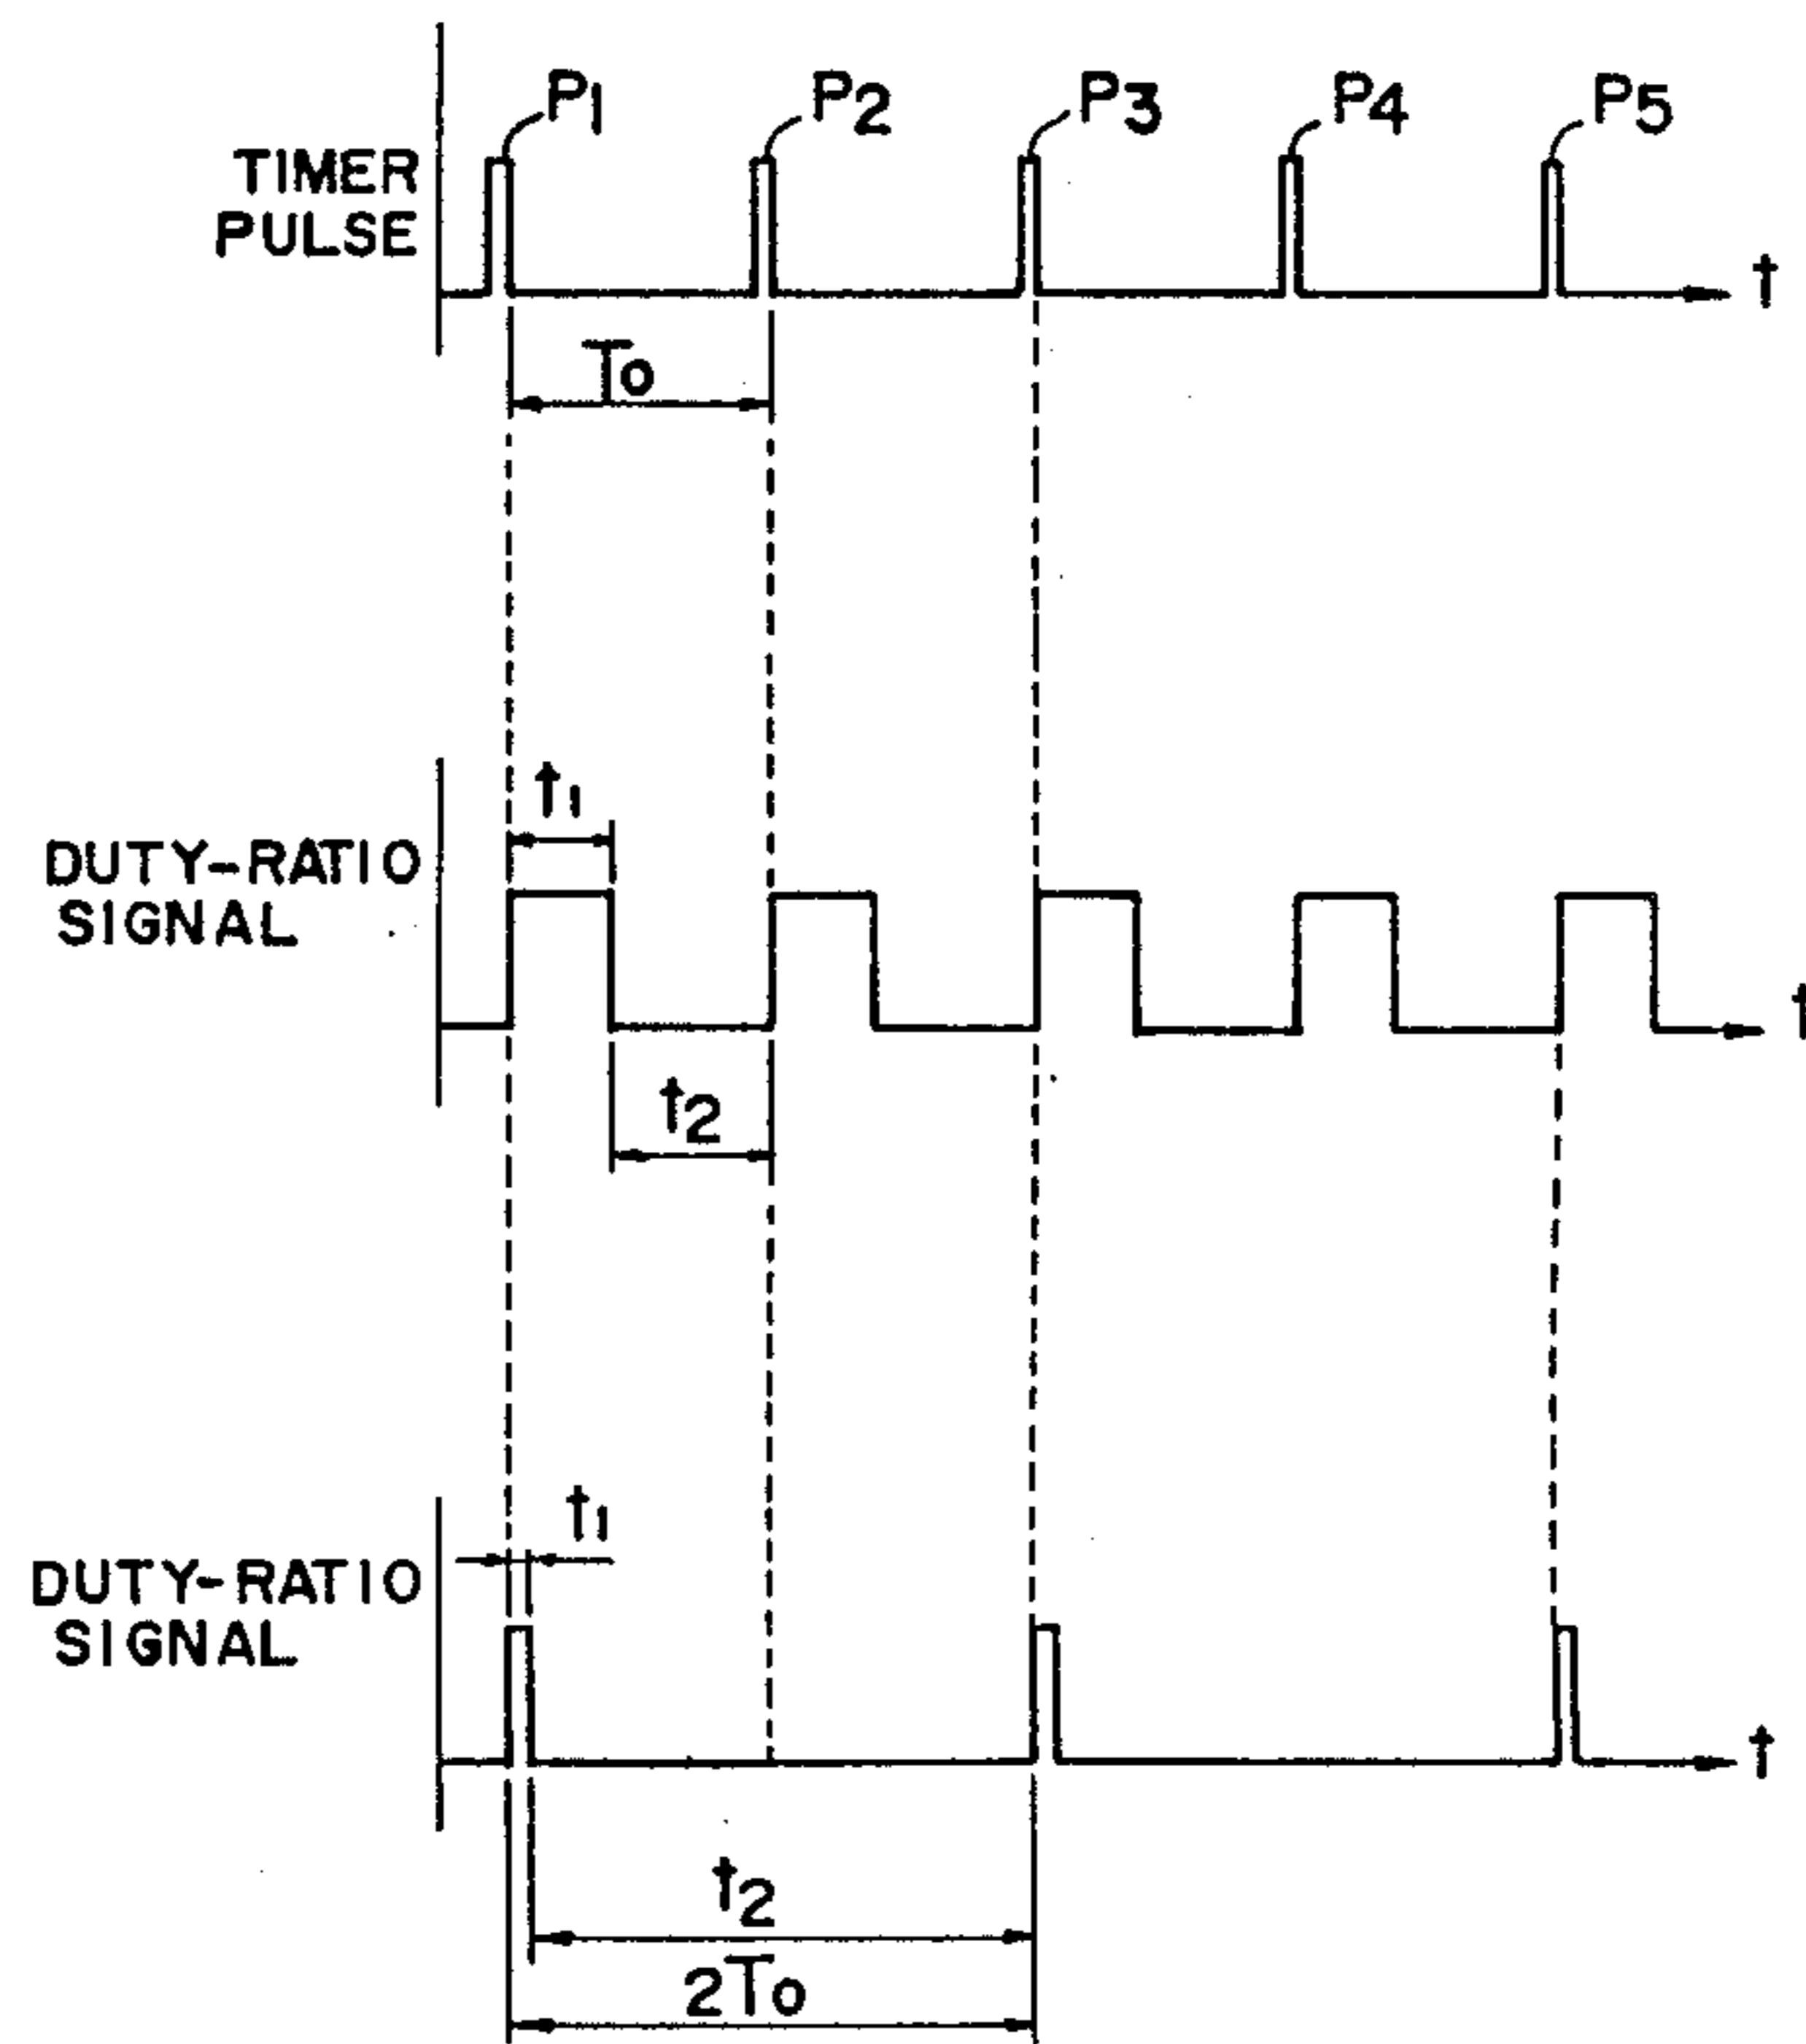 P1 P2 P3 P4 P5
TIMER
PULSE
t
To
t1
DUTY-RATIO
SIGNAL
t
t2
t1
DUTY-RATIO
SIGNAL
t
t2
2To